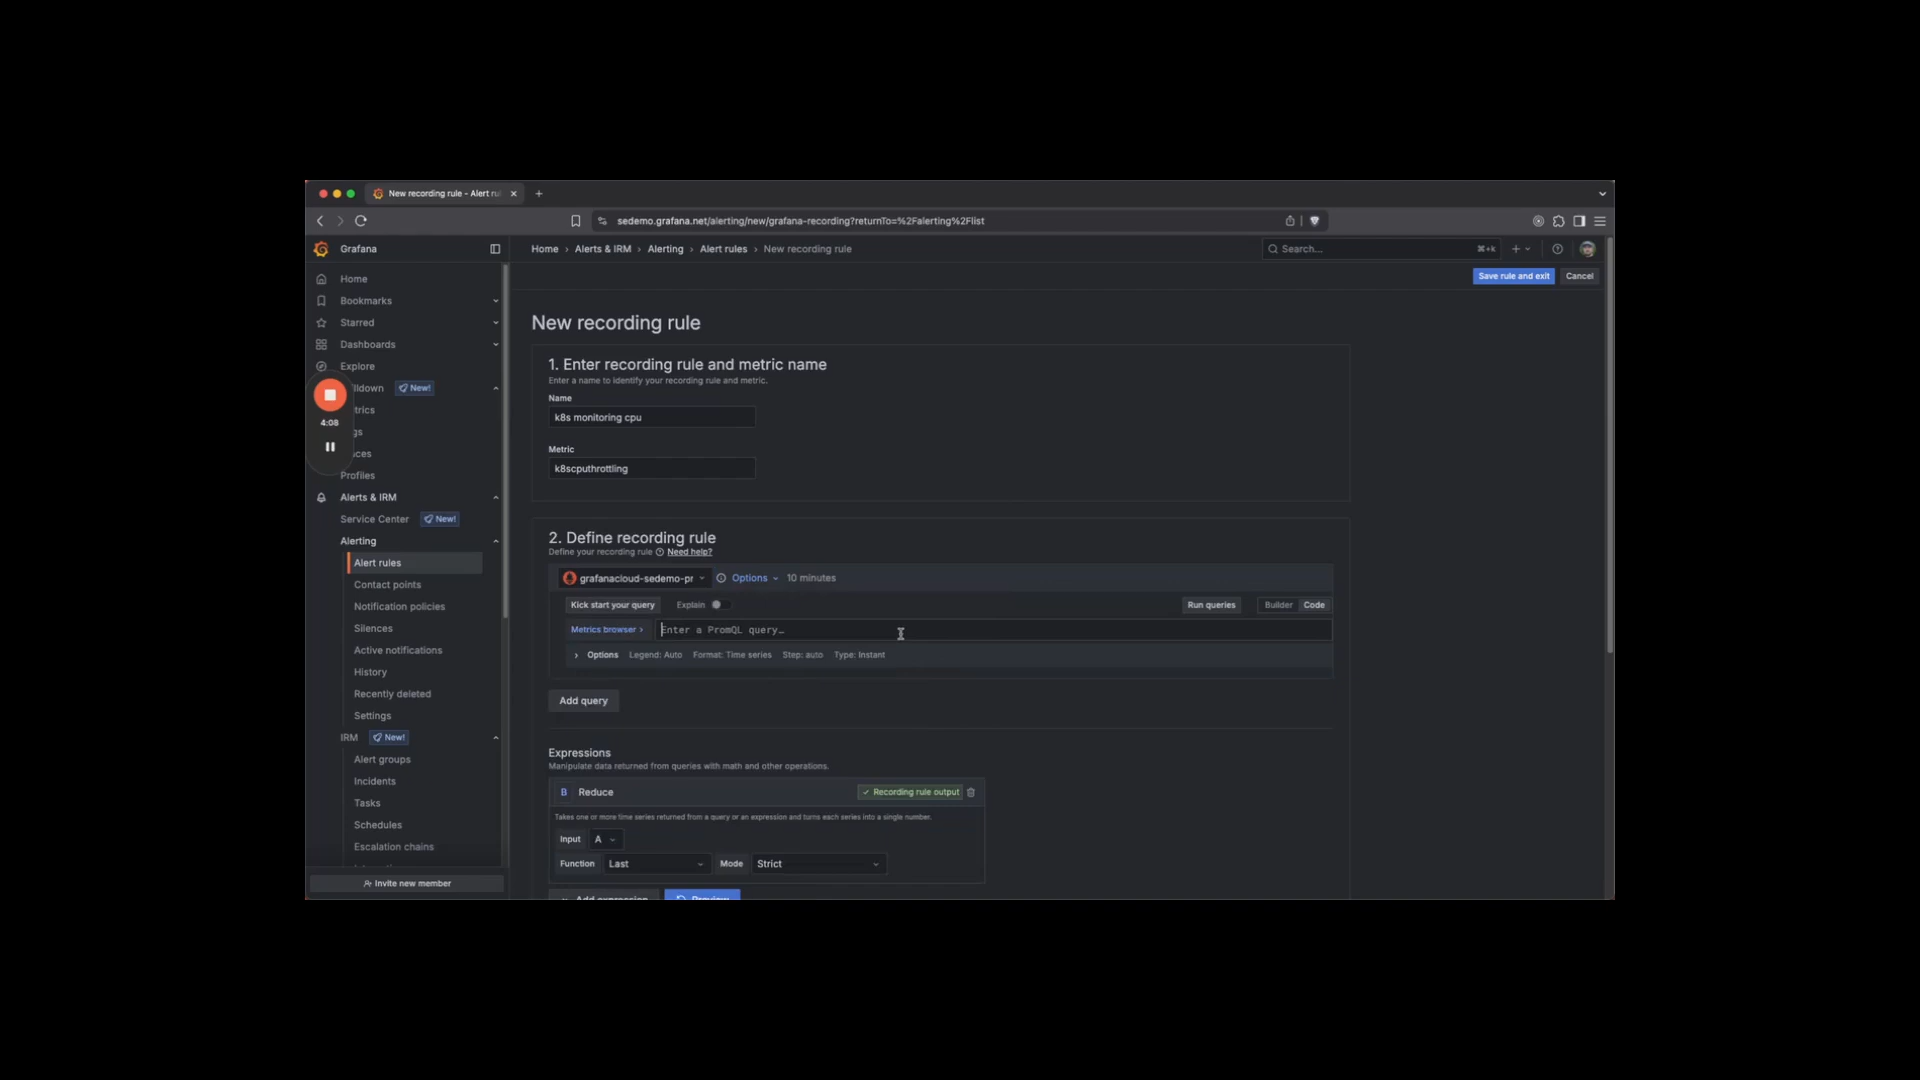 New recording rule - Alert ru
sedemo.grafana.net/alerting/new/grafana-recording?returnTo=%2Falerting%2Flist
Grafana
Home › Alerts & IRM › Alerting › Alert rules › New recording rule
Search...
⌘+k
Save rule and exit
Cancel
Home
Bookmarks
Starred
Dashboards
Explore
lldown
New!
trics
gs
ces
Profiles
4:08
Alerts & IRM
Service Center
New!
Alerting
Alert rules
Contact points
Notification policies
Silences
Active notifications
History
Recently deleted
Settings
IRM
New!
Alert groups
Incidents
Tasks
Schedules
Escalation chains
Invite new member
New recording rule
1. Enter recording rule and metric name
Enter a name to identify your recording rule and metric.
Name
k8s monitoring cpu
Metric
k8scputhrottling
2. Define recording rule
Define your recording rule Need help?
grafanacloud-sedemo-pr
Options
10 minutes
Kick start your query
Explain
Run queries
Builder
Code
Metrics browser ›
Enter a PromQL query…
Options Legend: Auto Format: Time series Step: auto Type: Instant
Add query
Expressions
Manipulate data returned from queries with math and other operations.
B Reduce
Recording rule output
Takes one or more time series returned from a query or an expression and turns each series into a single number.
Input A
Function Last Mode Strict
Add expression
Preview